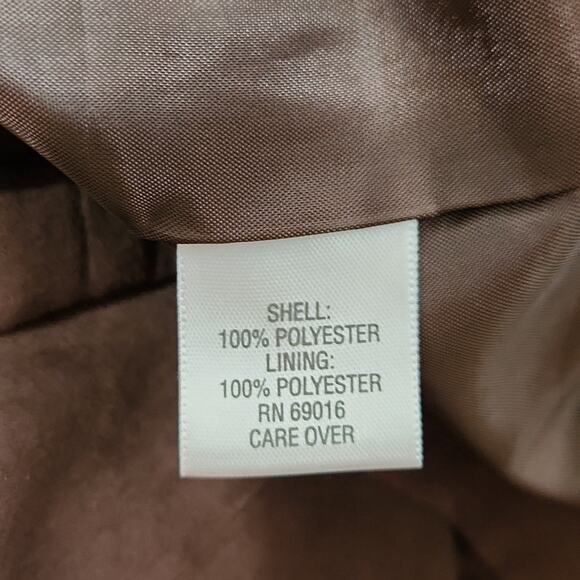 SHELL:
100% POLYESTER
LINING:
100% POLYESTER
RN 69016
CARE OVER